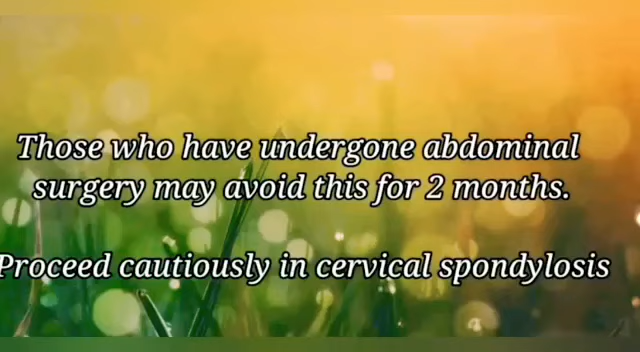 Those who have undergone abdominal
surgery may avoid this for 2 months.
Proceed cautiously in cervical spondylosis